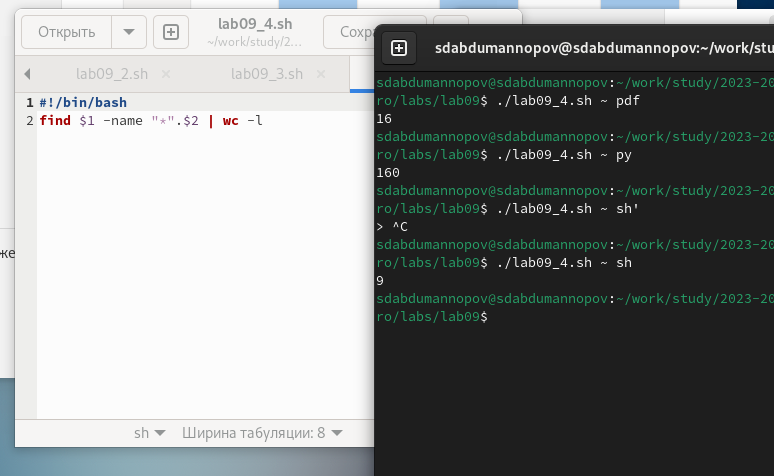 Открыть
lab09_4.sh
~/work/study/2...
Сохра
lab09_2.sh ×
lab09_3.sh ×
1 #!/bin/bash
2 find $1 -name "*".$2 | wc -l
же
sh
Ширина табуляции: 8
sdabdumannopov@sdabdumannopov:~/work/stu
sdabdumannopov@sdabdumannopov:~/work/study/2023-20
ro/labs/lab09$ ./lab09_4.sh ~ pdf
16
sdabdumannopov@sdabdumannopov:~/work/study/2023-20
ro/labs/lab09$ ./lab09_4.sh ~ py
160
sdabdumannopov@sdabdumannopov:~/work/study/2023-20
ro/labs/lab09$ ./lab09_4.sh ~ sh'
> ^C
sdabdumannopov@sdabdumannopov:~/work/study/2023-20
ro/labs/lab09$ ./lab09_4.sh ~ sh
9
sdabdumannopov@sdabdumannopov:~/work/study/2023-20
ro/labs/lab09$